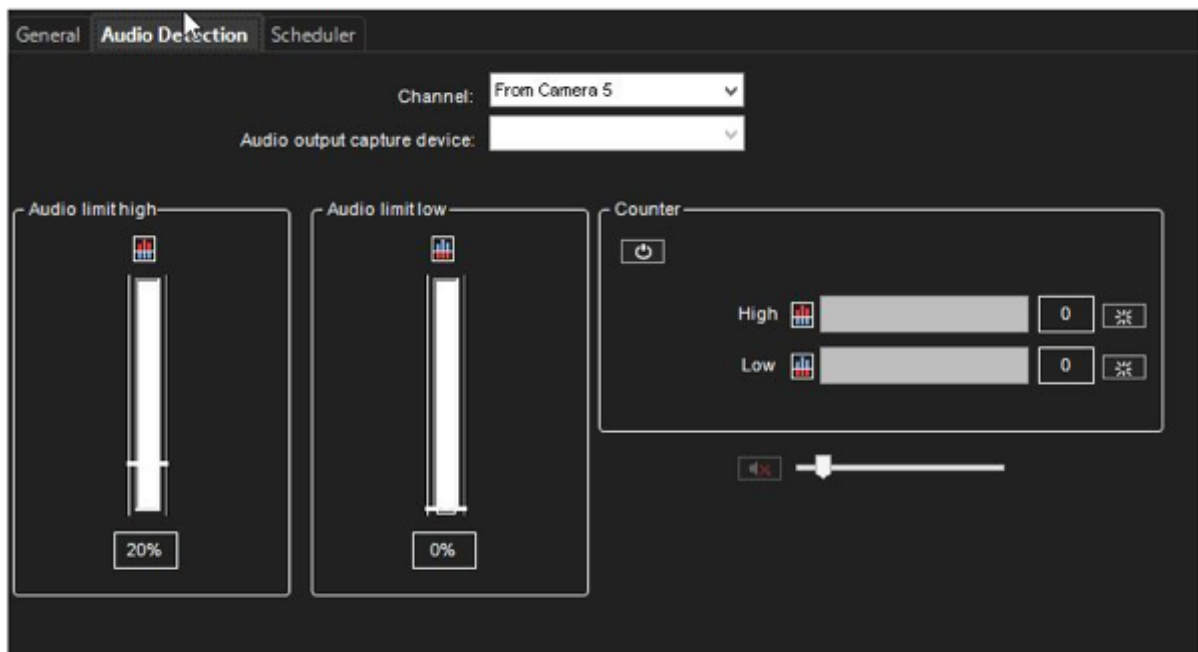 General Audio Detection Scheduler
Channel: From Camera 5
Audio output capture device:
Audio limit high
Audio limit low
Counter
High 0
Low 0
20%
0%